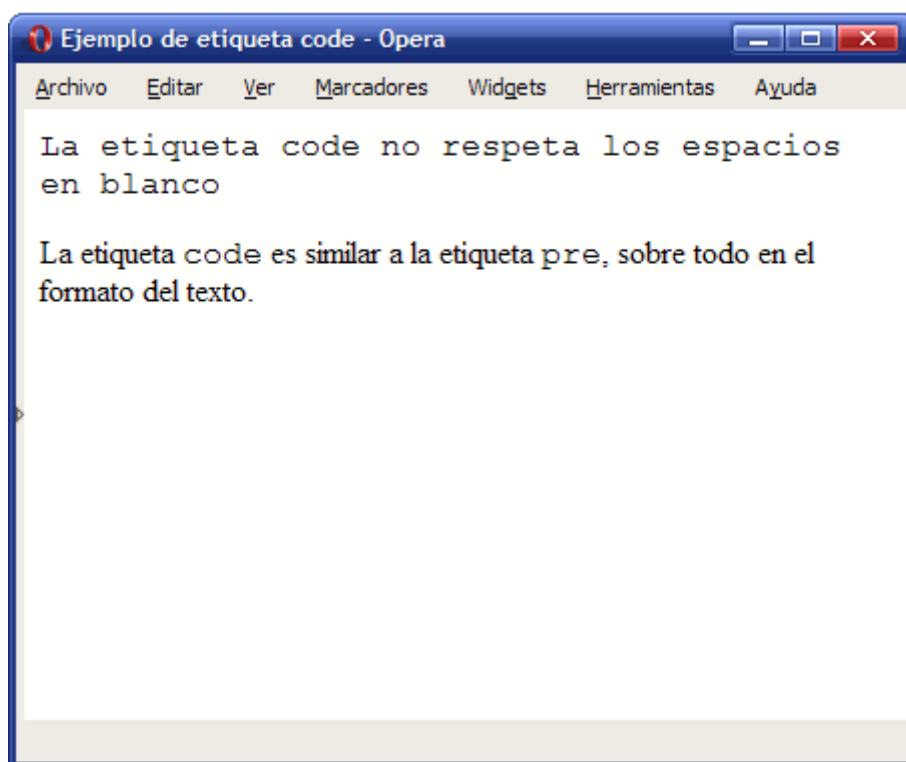 Ejemplo de etiqueta code - Opera
Archivo Editar Ver Marcadores Widgets Herramientas Ayuda
La etiqueta code no respeta los espacios
en blanco
La etiqueta code es similar a la etiqueta pre, sobre todo en el
formato del texto.